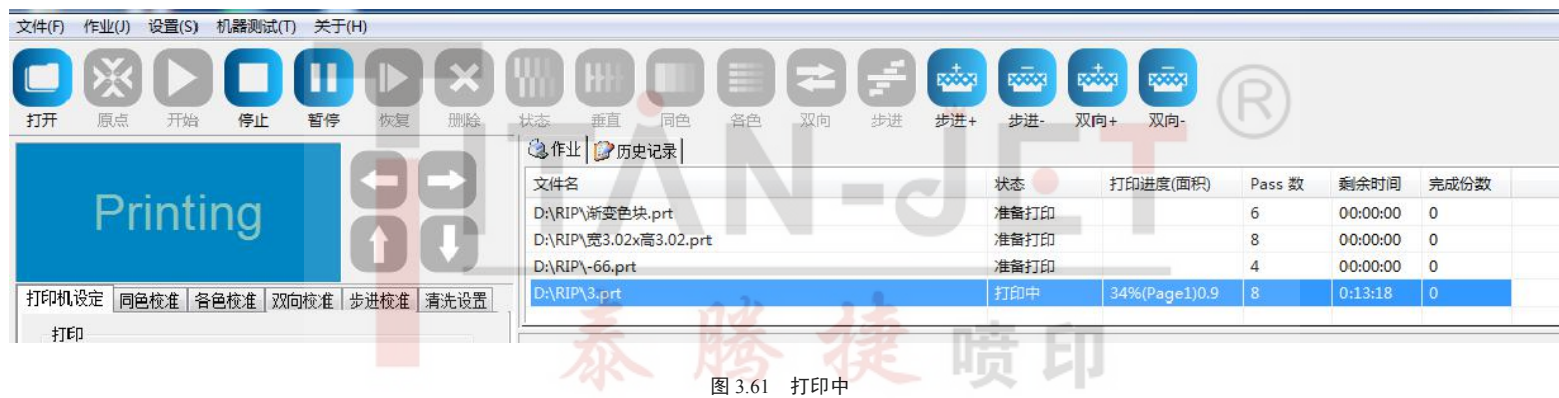 文件(F) 作业(J) 设置(S) 机器测试(T) 关于(H)
打开 原点 开始 停止 暂停 恢复 删除 状态 垂直 同色 各色 双向 步进 步进+ 步进- 双向+ 双向-
作业 历史记录
Printing
文件名 状态 打印进度(面积) Pass 数 剩余时间 完成份数
D:\RIP\渐变色块.prt 准备打印 6 00:00:00 0
D:\RIP\宽3.02x高3.02.prt 准备打印 8 00:00:00 0
D:\RIP\-66.prt 准备打印 4 00:00:00 0
D:\RIP\3.prt 打印中 34%(Page1)0.9 8 0:13:18 0
打印机设定 同色校准 各色校准 双向校准 步进校准 清洗设置
打印
TITAN-JET®
泰腾捷喷印
图 3.61 打印中